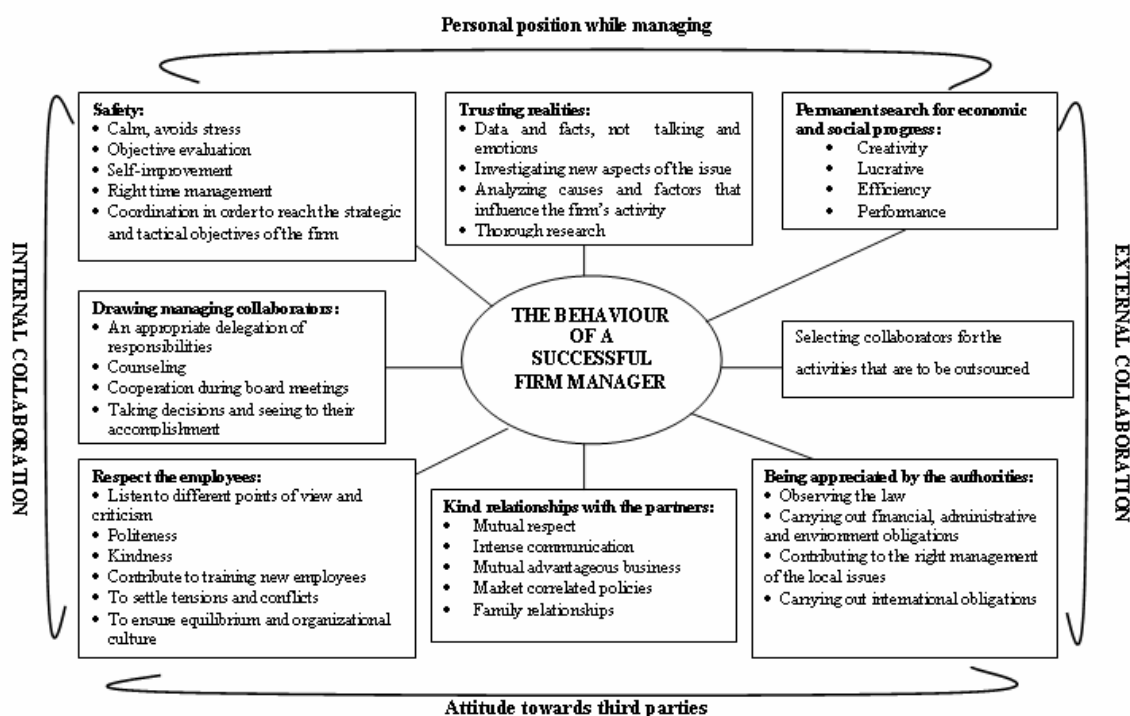 Personal position while managing
Safety:
• Calm, avoids stress
• Objective evaluation
• Self-improvement
• Right time management
• Coordination in order to reach the strategic
and tactical objectives of the firm
Trusting realities:
• Data and facts, not talking and
emotions
• Investigating new aspects of the issue
• Analyzing causes and factors that
influence the firm's activity
• Thorough research
Permanent search for economic
and social progress:
• Creativity
• Lucrative
• Efficiency
• Performance
INTERNAL COLLABORATION
Drawing managing collaborators:
• An appropriate delegation of
responsibilities
• Counseling
• Cooperation during board meetings
• Taking decisions and seeing to their
accomplishment
THE BEHAVIOUR
OF A
SUCCESSFUL
FIRM MANAGER
Selecting collaborators for the
activities that are to be outsourced
EXTERNAL COLLABORATION
Respect the employees:
• Listen to different points of view and
criticism
• Politeness
• Kindness
• Contribute to training new employees
• To settle tensions and conflicts
• To ensure equilibrium and organizational
culture
Kind relationships with the partners:
• Mutual respect
• Intense communication
• Mutual advantageous business
• Market correlated policies
• Family relationships
Being appreciated by the authorities:
• Observing the law
• Carrying out financial, administrative
and environment obligations
• Contributing to the right management
of the local issues
• Carrying out international obligations
Attitude towards third parties